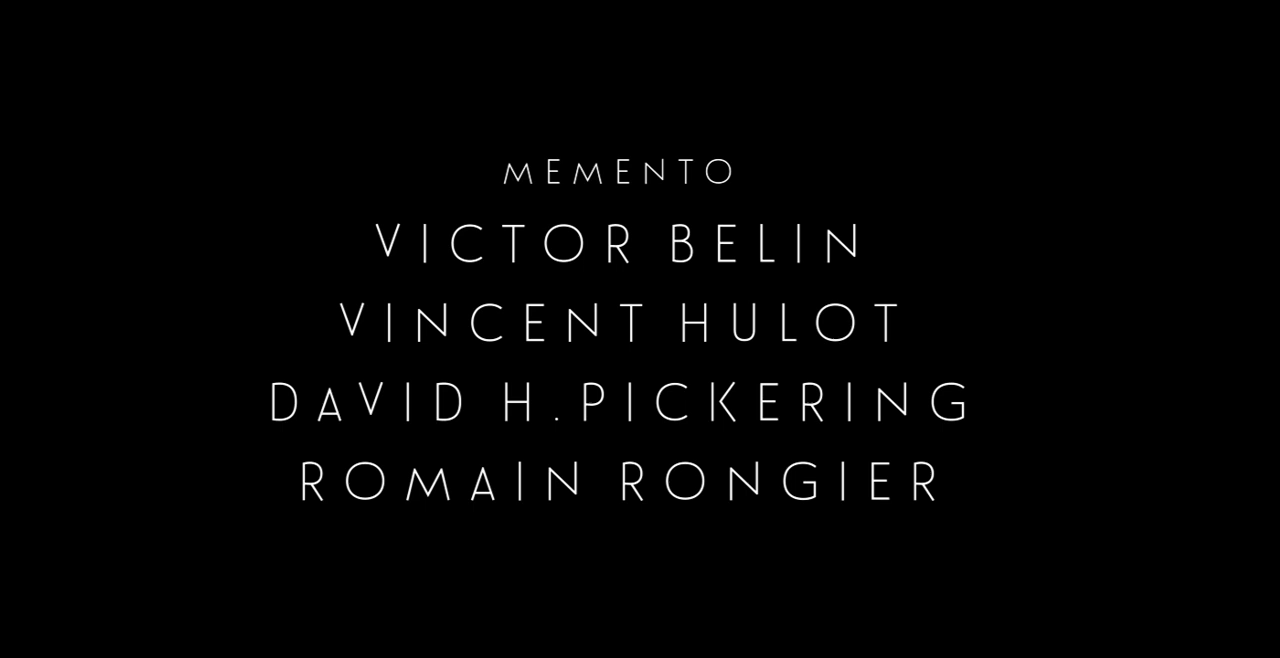 MEMENTO
VICTOR BELIN
VINCENT HULOT
DAVID H.PICKERING
ROMAIN RONGIER